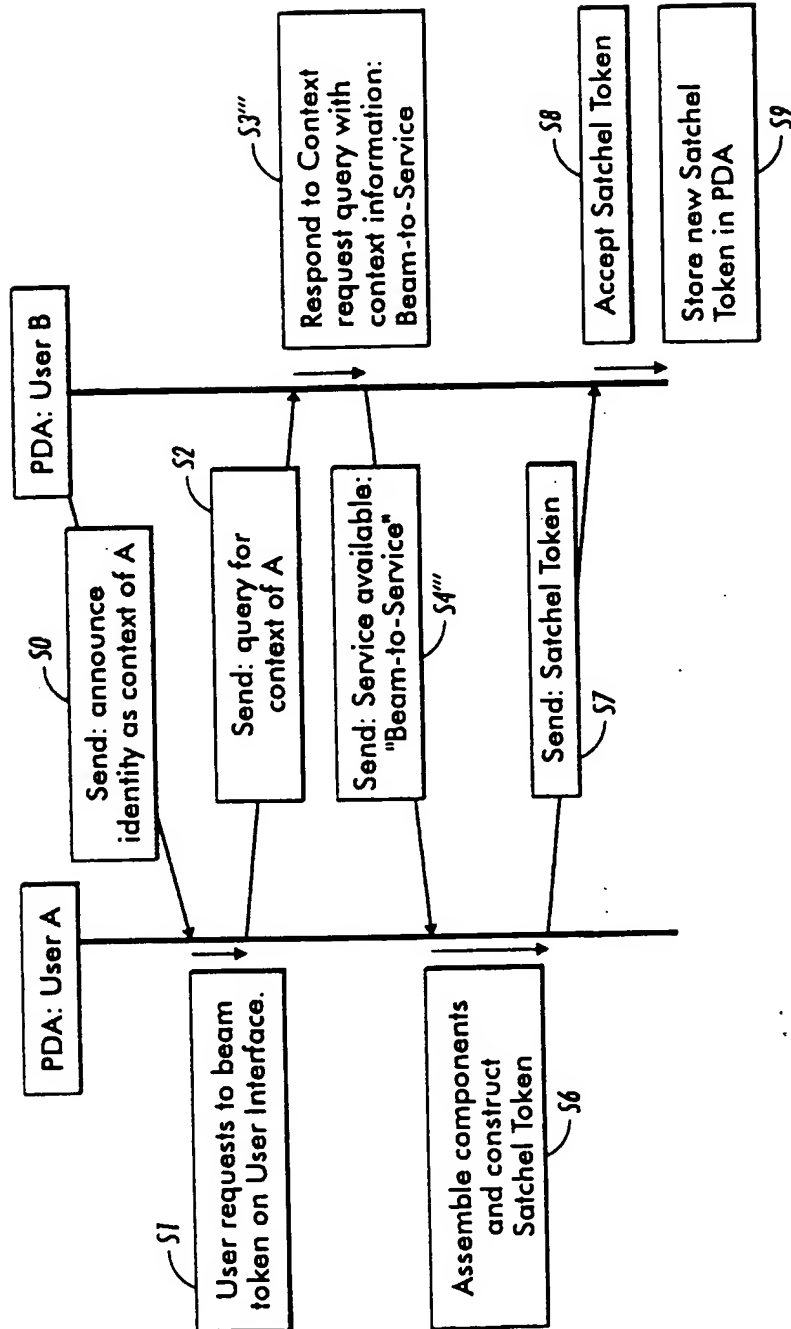 PDA: User A
PDA: User B
S0
Send: announce
identity as context of A
S1
User requests to beam
token on User Interface.
S2
Send: query for
context of A
S3'''
Respond to Context
request query with
context information:
Beam-to-Service
Send: Service available:
"Beam-to-Service"
S4'''
Assemble components
and construct
Satchel Token
S6
Send: Satchel Token
S7
S8
Accept Satchel Token
Store new Satchel
Token in PDA
S9